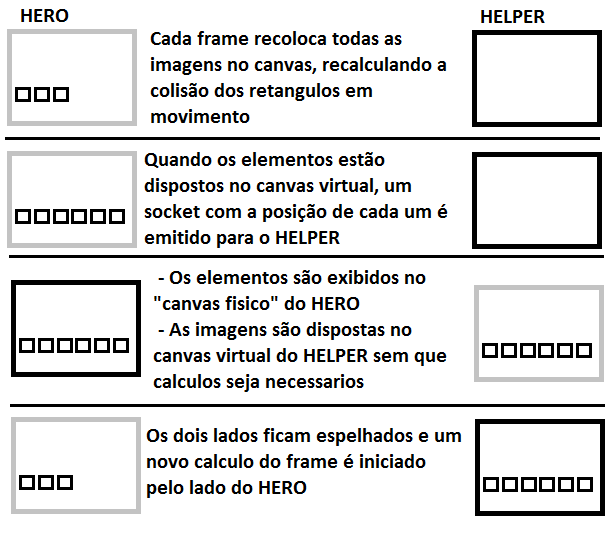 HERO
HELPER
Cada frame recoloca todas as
imagens no canvas, recalculando a
colisão dos retangulos em
movimento
Quando os elementos estão
dispostos no canvas virtual, um
socket com a posição de cada um é
emitido para o HELPER
- Os elementos são exibidos no
"canvas fisico" do HERO
- As imagens são dispostas no
canvas virtual do HELPER sem que
calculos seja necessarios
Os dois lados ficam espelhados e um
novo calculo do frame é iniciado
pelo lado do HERO